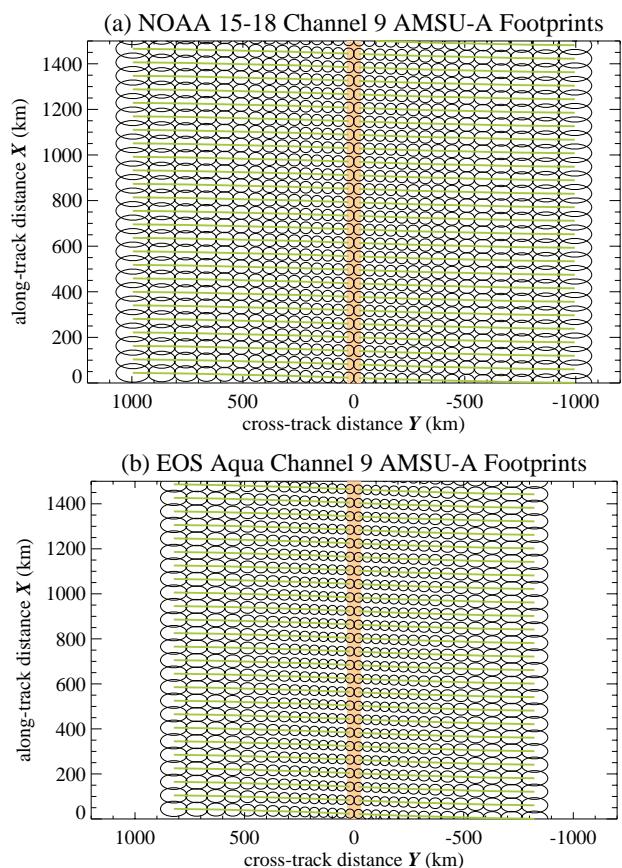 (a) NOAA 15-18 Channel 9 AMSU-A Footprints
1400
1200
1000
800
600
400
200
0
along-track distance X (km)
1000 500 0 -500 -1000
cross-track distance Y (km)
(b) EOS Aqua Channel 9 AMSU-A Footprints
1400
1200
1000
800
600
400
200
0
along-track distance X (km)
1000 500 0 -500 -1000
cross-track distance Y (km)